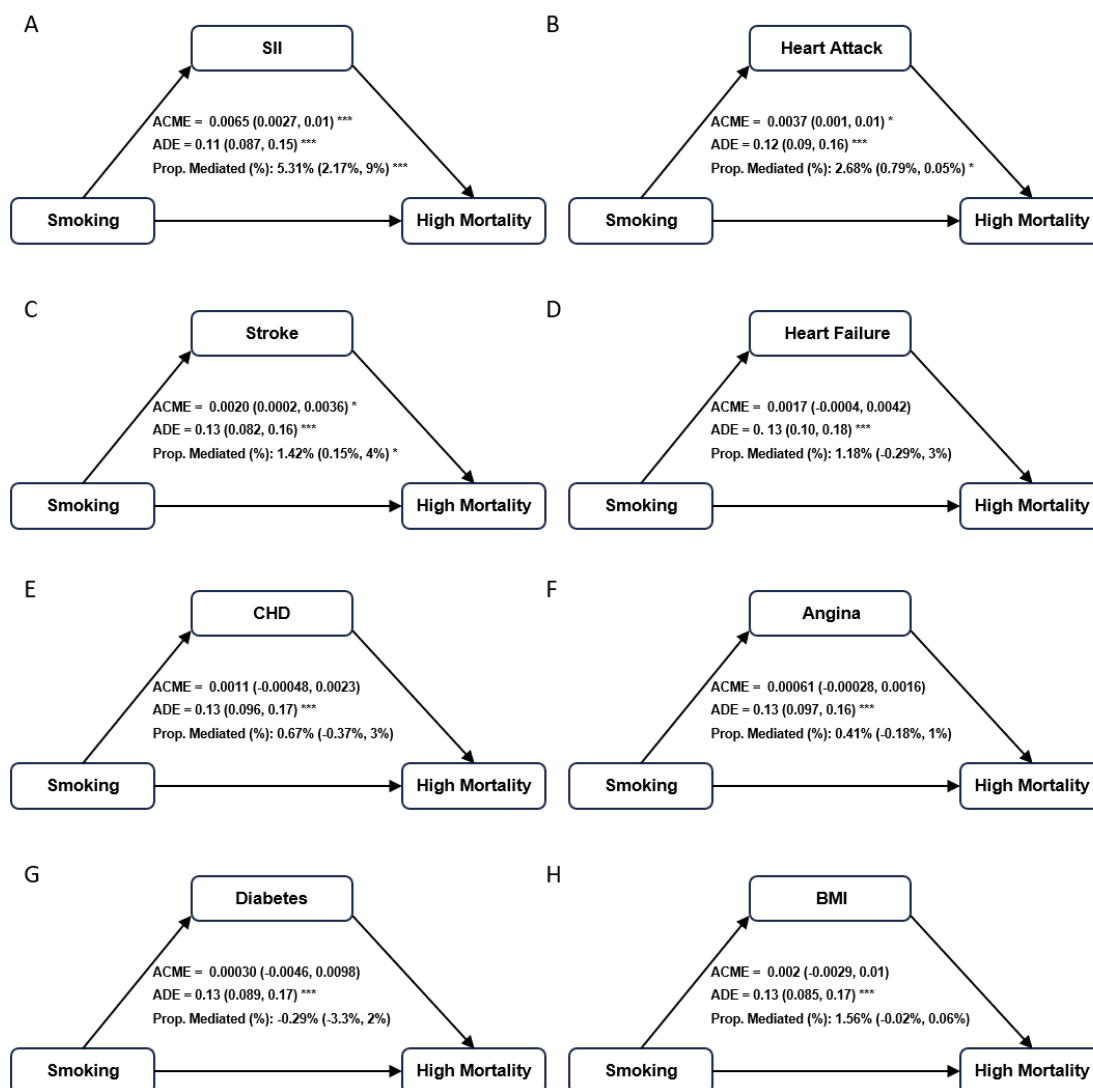 A
SII
ACME = 0.0065 (0.0027, 0.01) ***
ADE = 0.11 (0.087, 0.15) ***
Prop. Mediated (%): 5.31% (2.17%, 9%) ***
Smoking
High Mortality
B
Heart Attack
ACME = 0.0037 (0.001, 0.01) *
ADE = 0.12 (0.09, 0.16) ***
Prop. Mediated (%): 2.68% (0.79%, 0.05%) *
Smoking
High Mortality
C
Stroke
ACME = 0.0020 (0.0002, 0.0036) *
ADE = 0.13 (0.082, 0.16) ***
Prop. Mediated (%): 1.42% (0.15%, 4%) *
Smoking
High Mortality
D
Heart Failure
ACME = 0.0017 (-0.0004, 0.0042)
ADE = 0. 13 (0.10, 0.18) ***
Prop. Mediated (%): 1.18% (-0.29%, 3%)
Smoking
High Mortality
E
CHD
ACME = 0.0011 (-0.00048, 0.0023)
ADE = 0.13 (0.096, 0.17) ***
Prop. Mediated (%): 0.67% (-0.37%, 3%)
Smoking
High Mortality
F
Angina
ACME = 0.00061 (-0.00028, 0.0016)
ADE = 0.13 (0.097, 0.16) ***
Prop. Mediated (%): 0.41% (-0.18%, 1%)
Smoking
High Mortality
G
Diabetes
ACME = 0.00030 (-0.0046, 0.0098)
ADE = 0.13 (0.089, 0.17) ***
Prop. Mediated (%): -0.29% (-3.3%, 2%)
Smoking
High Mortality
H
BMI
ACME = 0.002 (-0.0029, 0.01)
ADE = 0.13 (0.085, 0.17) ***
Prop. Mediated (%): 1.56% (-0.02%, 0.06%)
Smoking
High Mortality